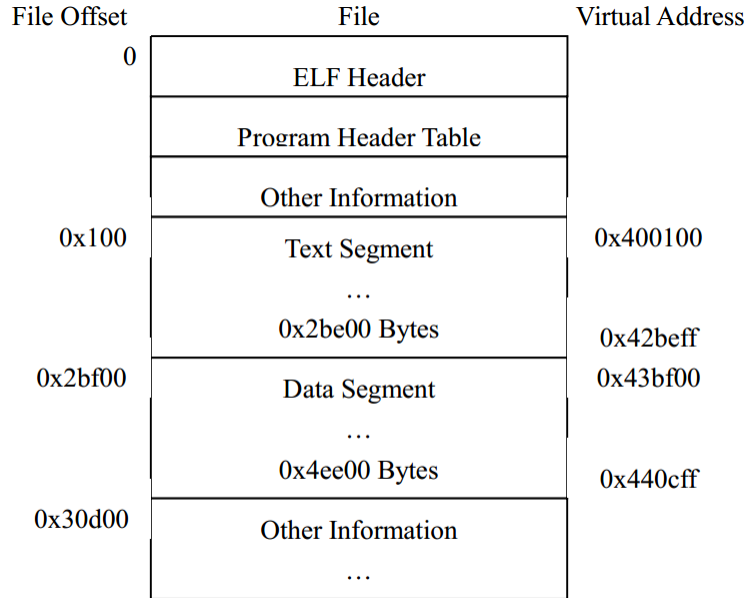 File Offset File Virtual Address
0
ELF Header
Program Header Table
Other Information
0x100 Text Segment 0x400100
…
0x2be00 Bytes 0x42beff
0x2bf00 Data Segment 0x43bf00
…
0x4ee00 Bytes 0x440cff
0x30d00 Other Information
…